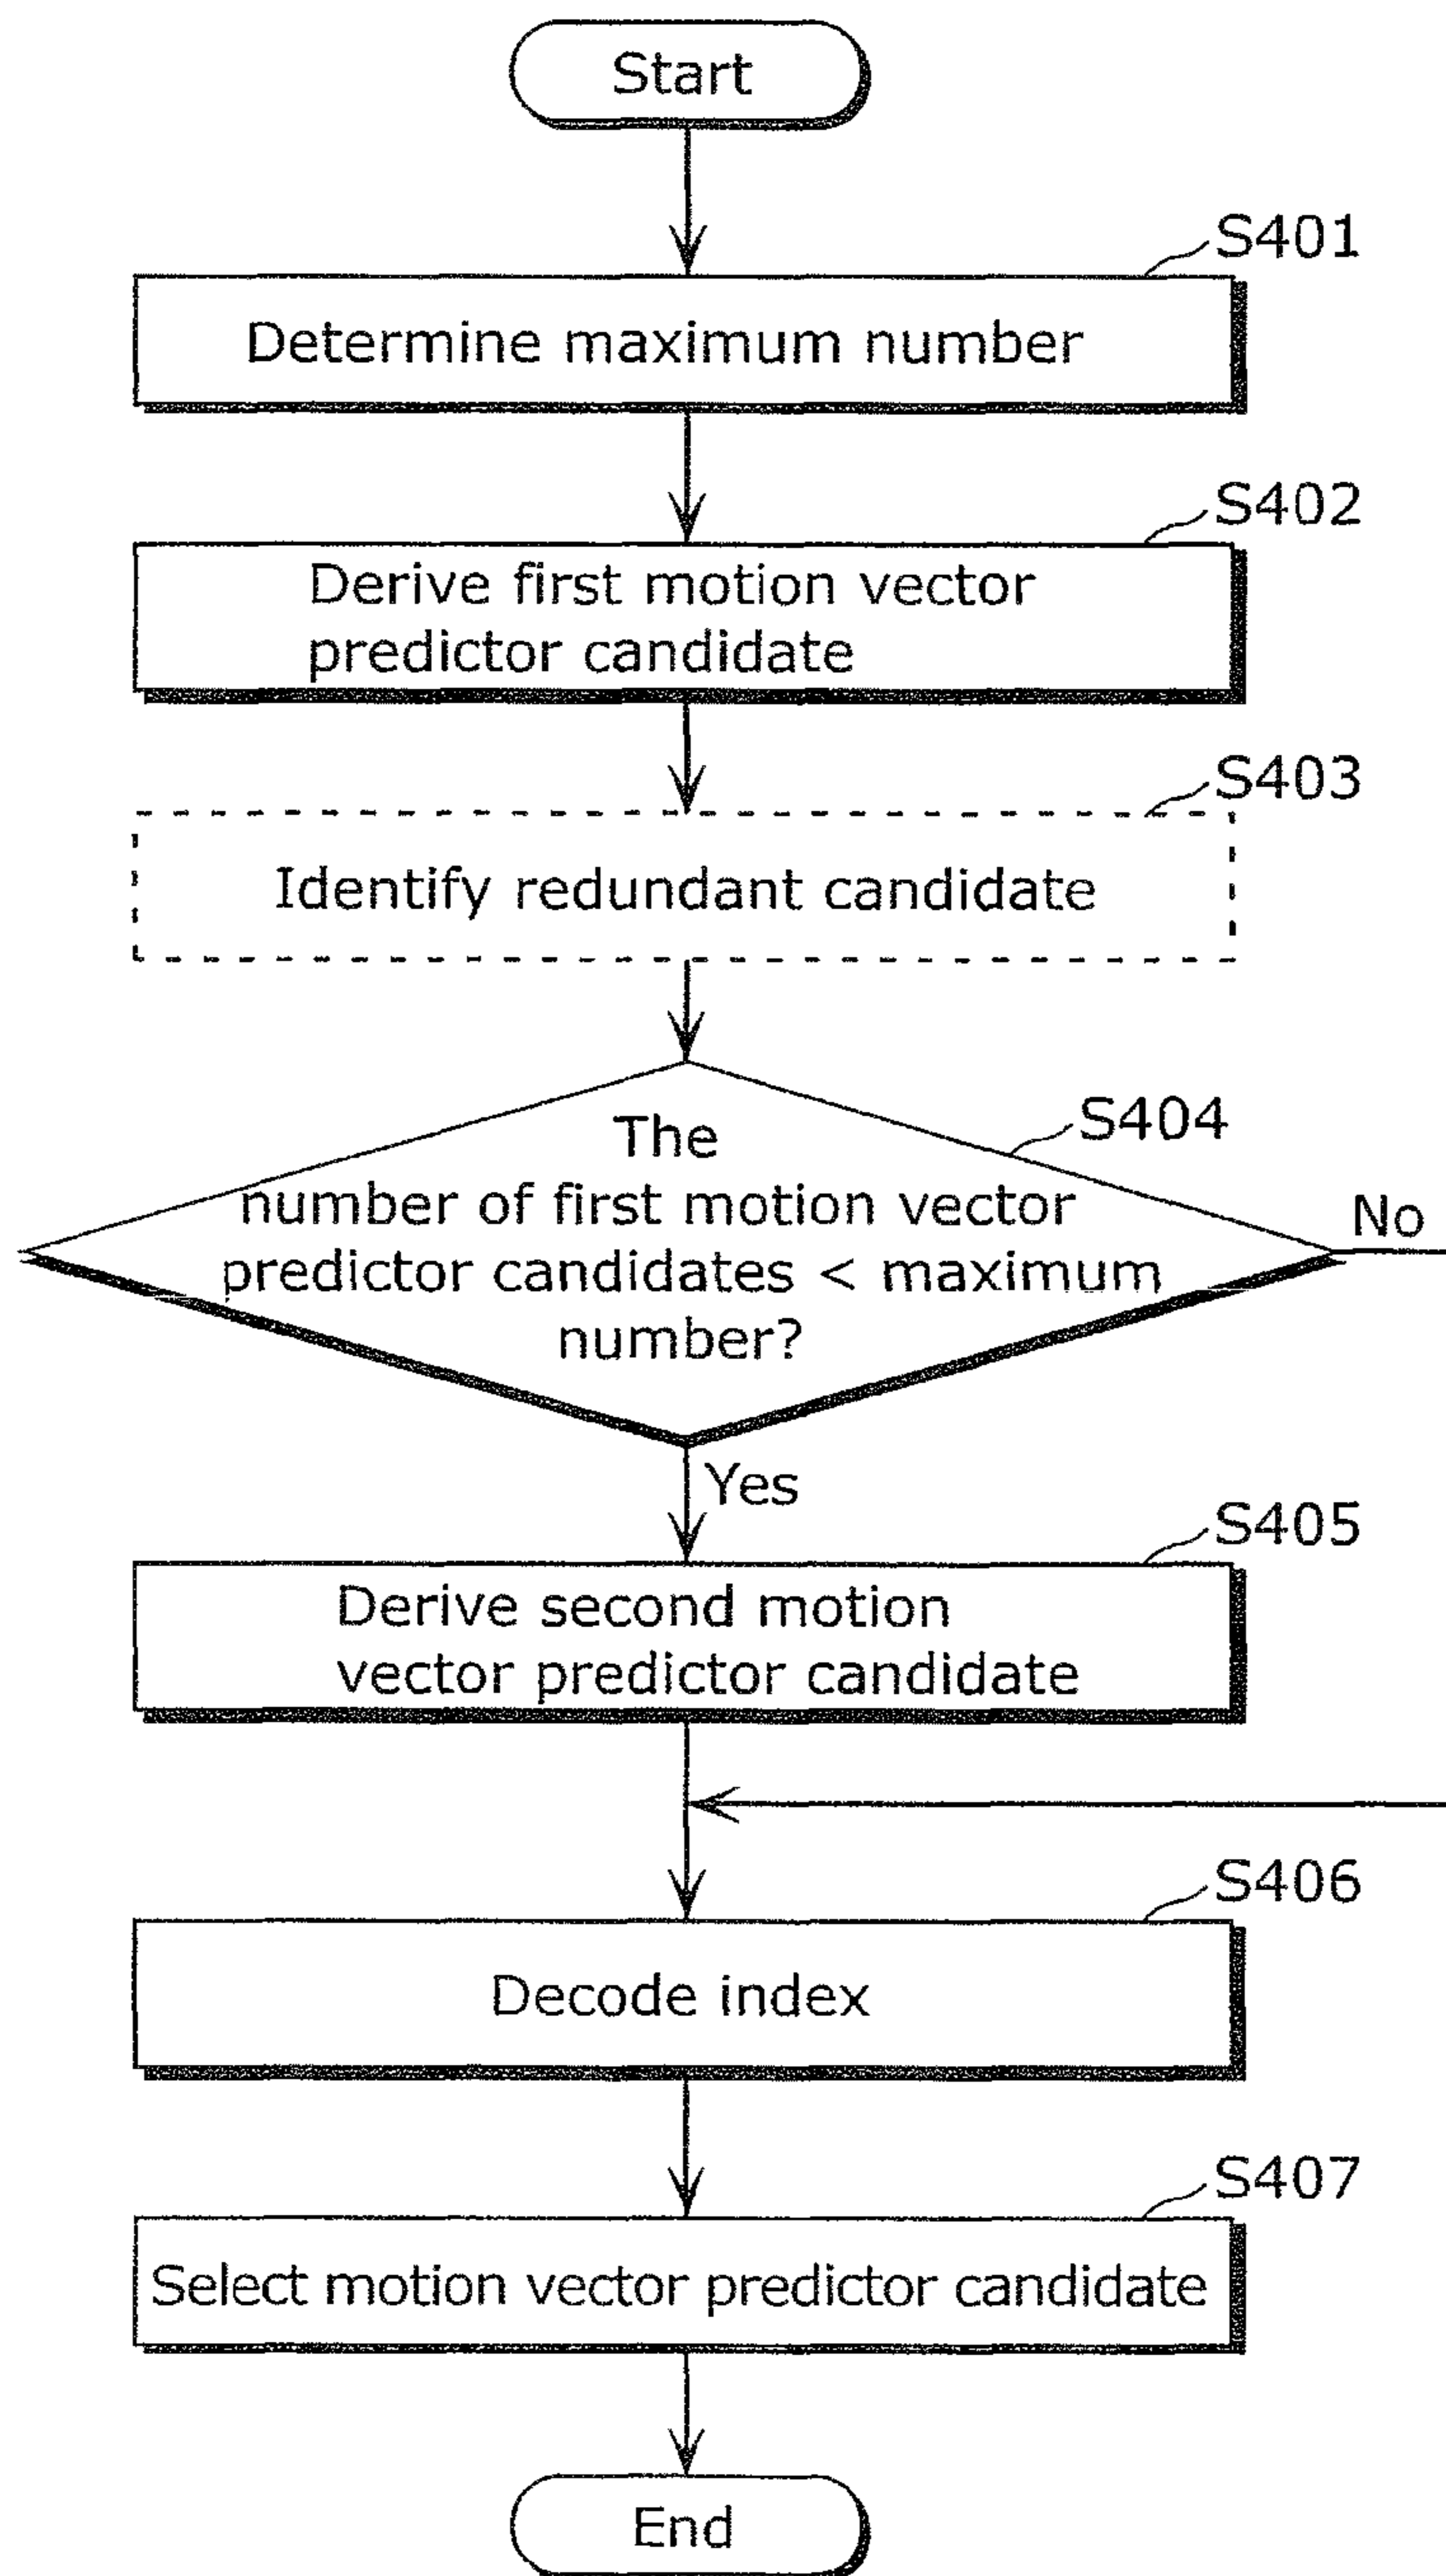 Start
S401
Determine maximum number
S402
Derive first motion vector
predictor candidate
S403
Identify redundant candidate
S404
The
number of first motion vector
predictor candidates < maximum
number?
No
Yes
S405
Derive second motion
vector predictor candidate
S406
Decode index
S407
Select motion vector predictor candidate
End